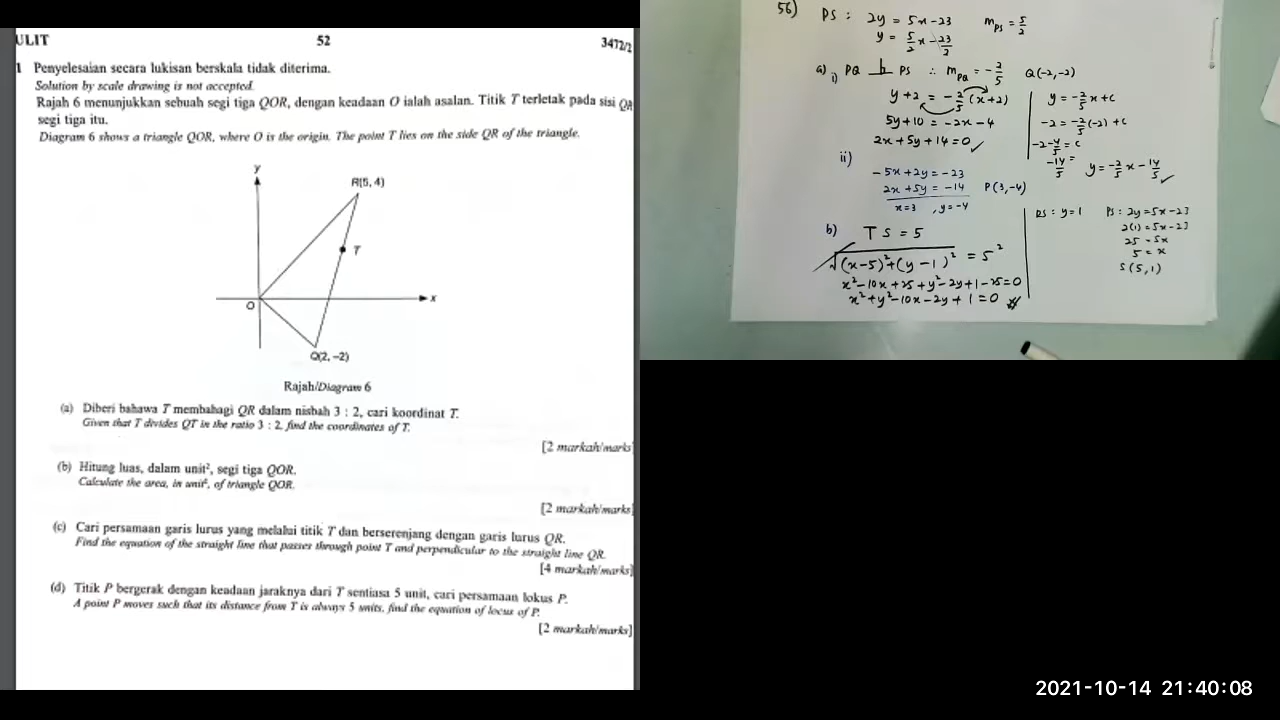 ULIT
52
3472/2
1 Penyelesaian secara lukisan berskala tidak diterima.
Solution by scale drawing is not accepted.
Rajah 6 menunjukkan sebuah segi tiga QOR, dengan keadaan O ialah asalan. Titik T terletak pada sisi QR
segi tiga itu.
Diagram 6 shows a triangle QOR, where O is the origin. The point T lies on the side QR of the triangle.
y
R(5, 4)
T
O
x
Q(2, -2)
Rajah/Diagram 6
(a) Diberi bahawa T membahagi QR dalam nisbah 3 : 2, cari koordinat T.
Given that T divides QT in the ratio 3 : 2, find the coordinates of T.
[2 markah/marks]
(b) Hitung luas, dalam unit², segi tiga QOR.
Calculate the area, in unit², of triangle QOR.
[2 markah/marks]
(c) Cari persamaan garis lurus yang melalui titik T dan berserenjang dengan garis lurus QR.
Find the equation of the straight line that passes through point T and perpendicular to the straight line QR.
[4 markah/marks]
(d) Titik P bergerak dengan keadaan jaraknya dari T sentiasa 5 unit, cari persamaan lokus P.
A point P moves such that its distance from T is always 5 units, find the equation of locus of P.
[2 markah/marks]
56) PS : 2y = 5x - 23 m_PS = 5/2
y = 5/2 x - 23/2
a) i) PQ ⊥ PS ∴ m_PQ = -2/5 Q(-2,-2)
y + 2 = -2/5 (x + 2)
5y + 10 = -2x - 4
2x + 5y + 14 = 0 ✓
y = -2/5 x + c
-2 = -2/5 (-2) + c
-2 - 4/5 = c
-14/5 =
y = -2/5 x - 14/5 ✓
ii) -5x + 2y = -23
2x + 5y = -14 P(3,-4)
x = 3 , y = -4
b) TS = 5
√(x-5)² + (y-1)² = 5²
x² - 10x + 25 + y² - 2y + 1 - 25 = 0
x² + y² - 10x - 2y + 1 = 0
: y = 1
PS : 2y = 5x - 23
2(1) = 5x - 23
25 = 5x
5 = x
S(5,1)
2021-10-14 21:40:08